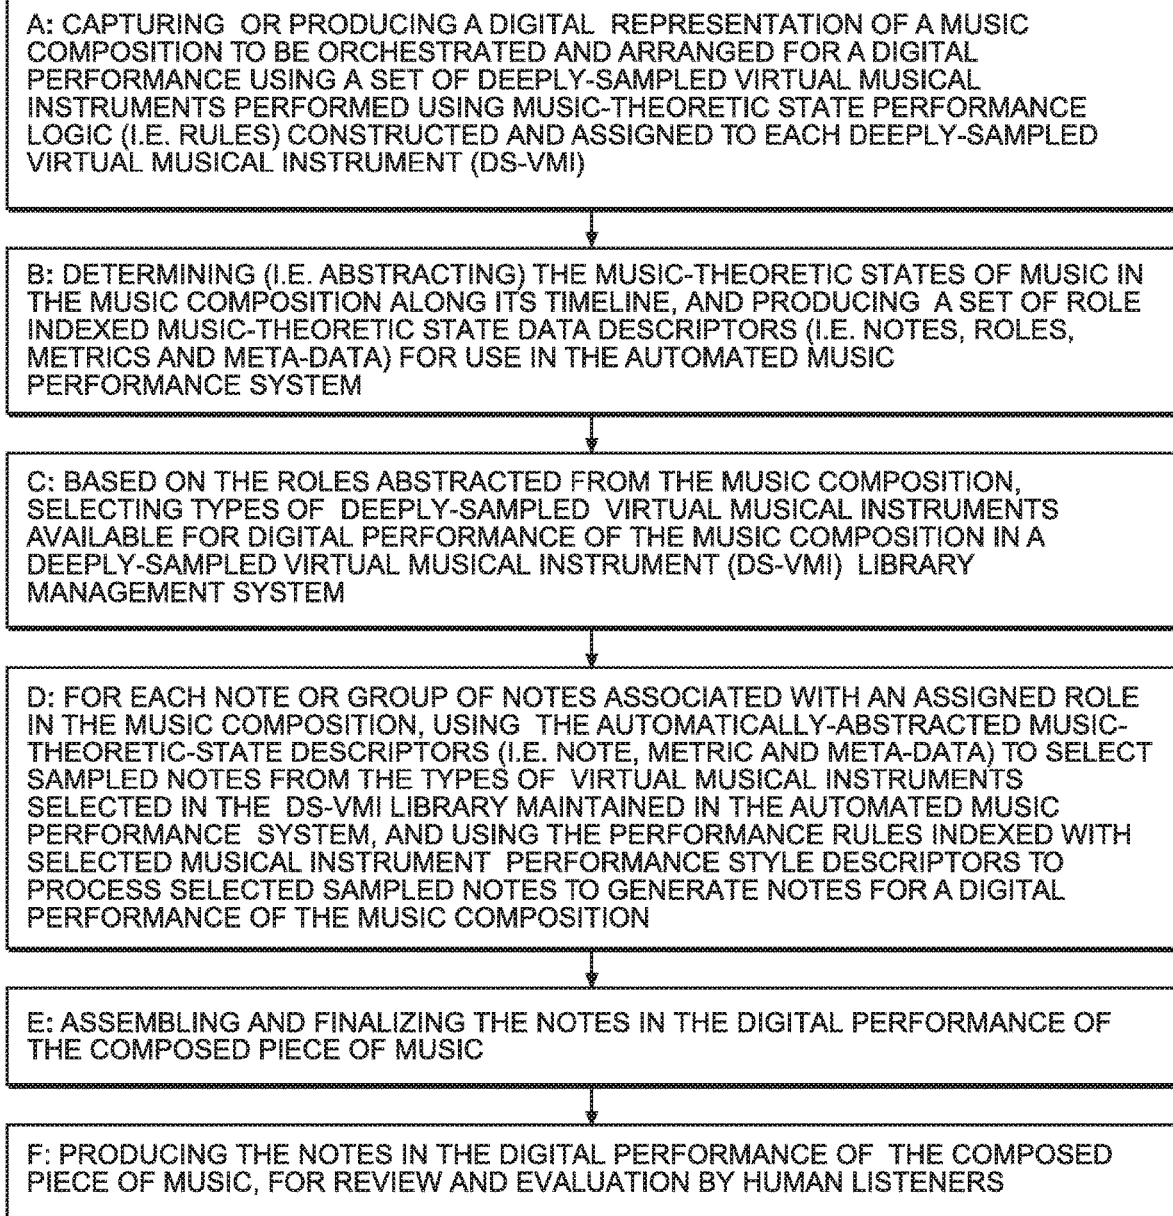 A: CAPTURING OR PRODUCING A DIGITAL REPRESENTATION OF A MUSIC
COMPOSITION TO BE ORCHESTRATED AND ARRANGED FOR A DIGITAL
PERFORMANCE USING A SET OF DEEPLY-SAMPLED VIRTUAL MUSICAL
INSTRUMENTS PERFORMED USING MUSIC-THEORETIC STATE PERFORMANCE
LOGIC (I.E. RULES) CONSTRUCTED AND ASSIGNED TO EACH DEEPLY-SAMPLED
VIRTUAL MUSICAL INSTRUMENT (DS-VMI)
B: DETERMINING (I.E. ABSTRACTING) THE MUSIC-THEORETIC STATES OF MUSIC IN
THE MUSIC COMPOSITION ALONG ITS TIMELINE, AND PRODUCING A SET OF ROLE
INDEXED MUSIC-THEORETIC STATE DATA DESCRIPTORS (I.E. NOTES, ROLES,
METRICS AND META-DATA) FOR USE IN THE AUTOMATED MUSIC
PERFORMANCE SYSTEM
C: BASED ON THE ROLES ABSTRACTED FROM THE MUSIC COMPOSITION,
SELECTING TYPES OF DEEPLY-SAMPLED VIRTUAL MUSICAL INSTRUMENTS
AVAILABLE FOR DIGITAL PERFORMANCE OF THE MUSIC COMPOSITION IN A
DEEPLY-SAMPLED VIRTUAL MUSICAL INSTRUMENT (DS-VMI) LIBRARY
MANAGEMENT SYSTEM
D: FOR EACH NOTE OR GROUP OF NOTES ASSOCIATED WITH AN ASSIGNED ROLE
IN THE MUSIC COMPOSITION, USING THE AUTOMATICALLY-ABSTRACTED MUSIC-
THEORETIC-STATE DESCRIPTORS (I.E. NOTE, METRIC AND META-DATA) TO SELECT
SAMPLED NOTES FROM THE TYPES OF VIRTUAL MUSICAL INSTRUMENTS
SELECTED IN THE DS-VMI LIBRARY MAINTAINED IN THE AUTOMATED MUSIC
PERFORMANCE SYSTEM, AND USING THE PERFORMANCE RULES INDEXED WITH
SELECTED MUSICAL INSTRUMENT PERFORMANCE STYLE DESCRIPTORS TO
PROCESS SELECTED SAMPLED NOTES TO GENERATE NOTES FOR A DIGITAL
PERFORMANCE OF THE MUSIC COMPOSITION
E: ASSEMBLING AND FINALIZING THE NOTES IN THE DIGITAL PERFORMANCE OF
THE COMPOSED PIECE OF MUSIC
F: PRODUCING THE NOTES IN THE DIGITAL PERFORMANCE OF THE COMPOSED
PIECE OF MUSIC, FOR REVIEW AND EVALUATION BY HUMAN LISTENERS